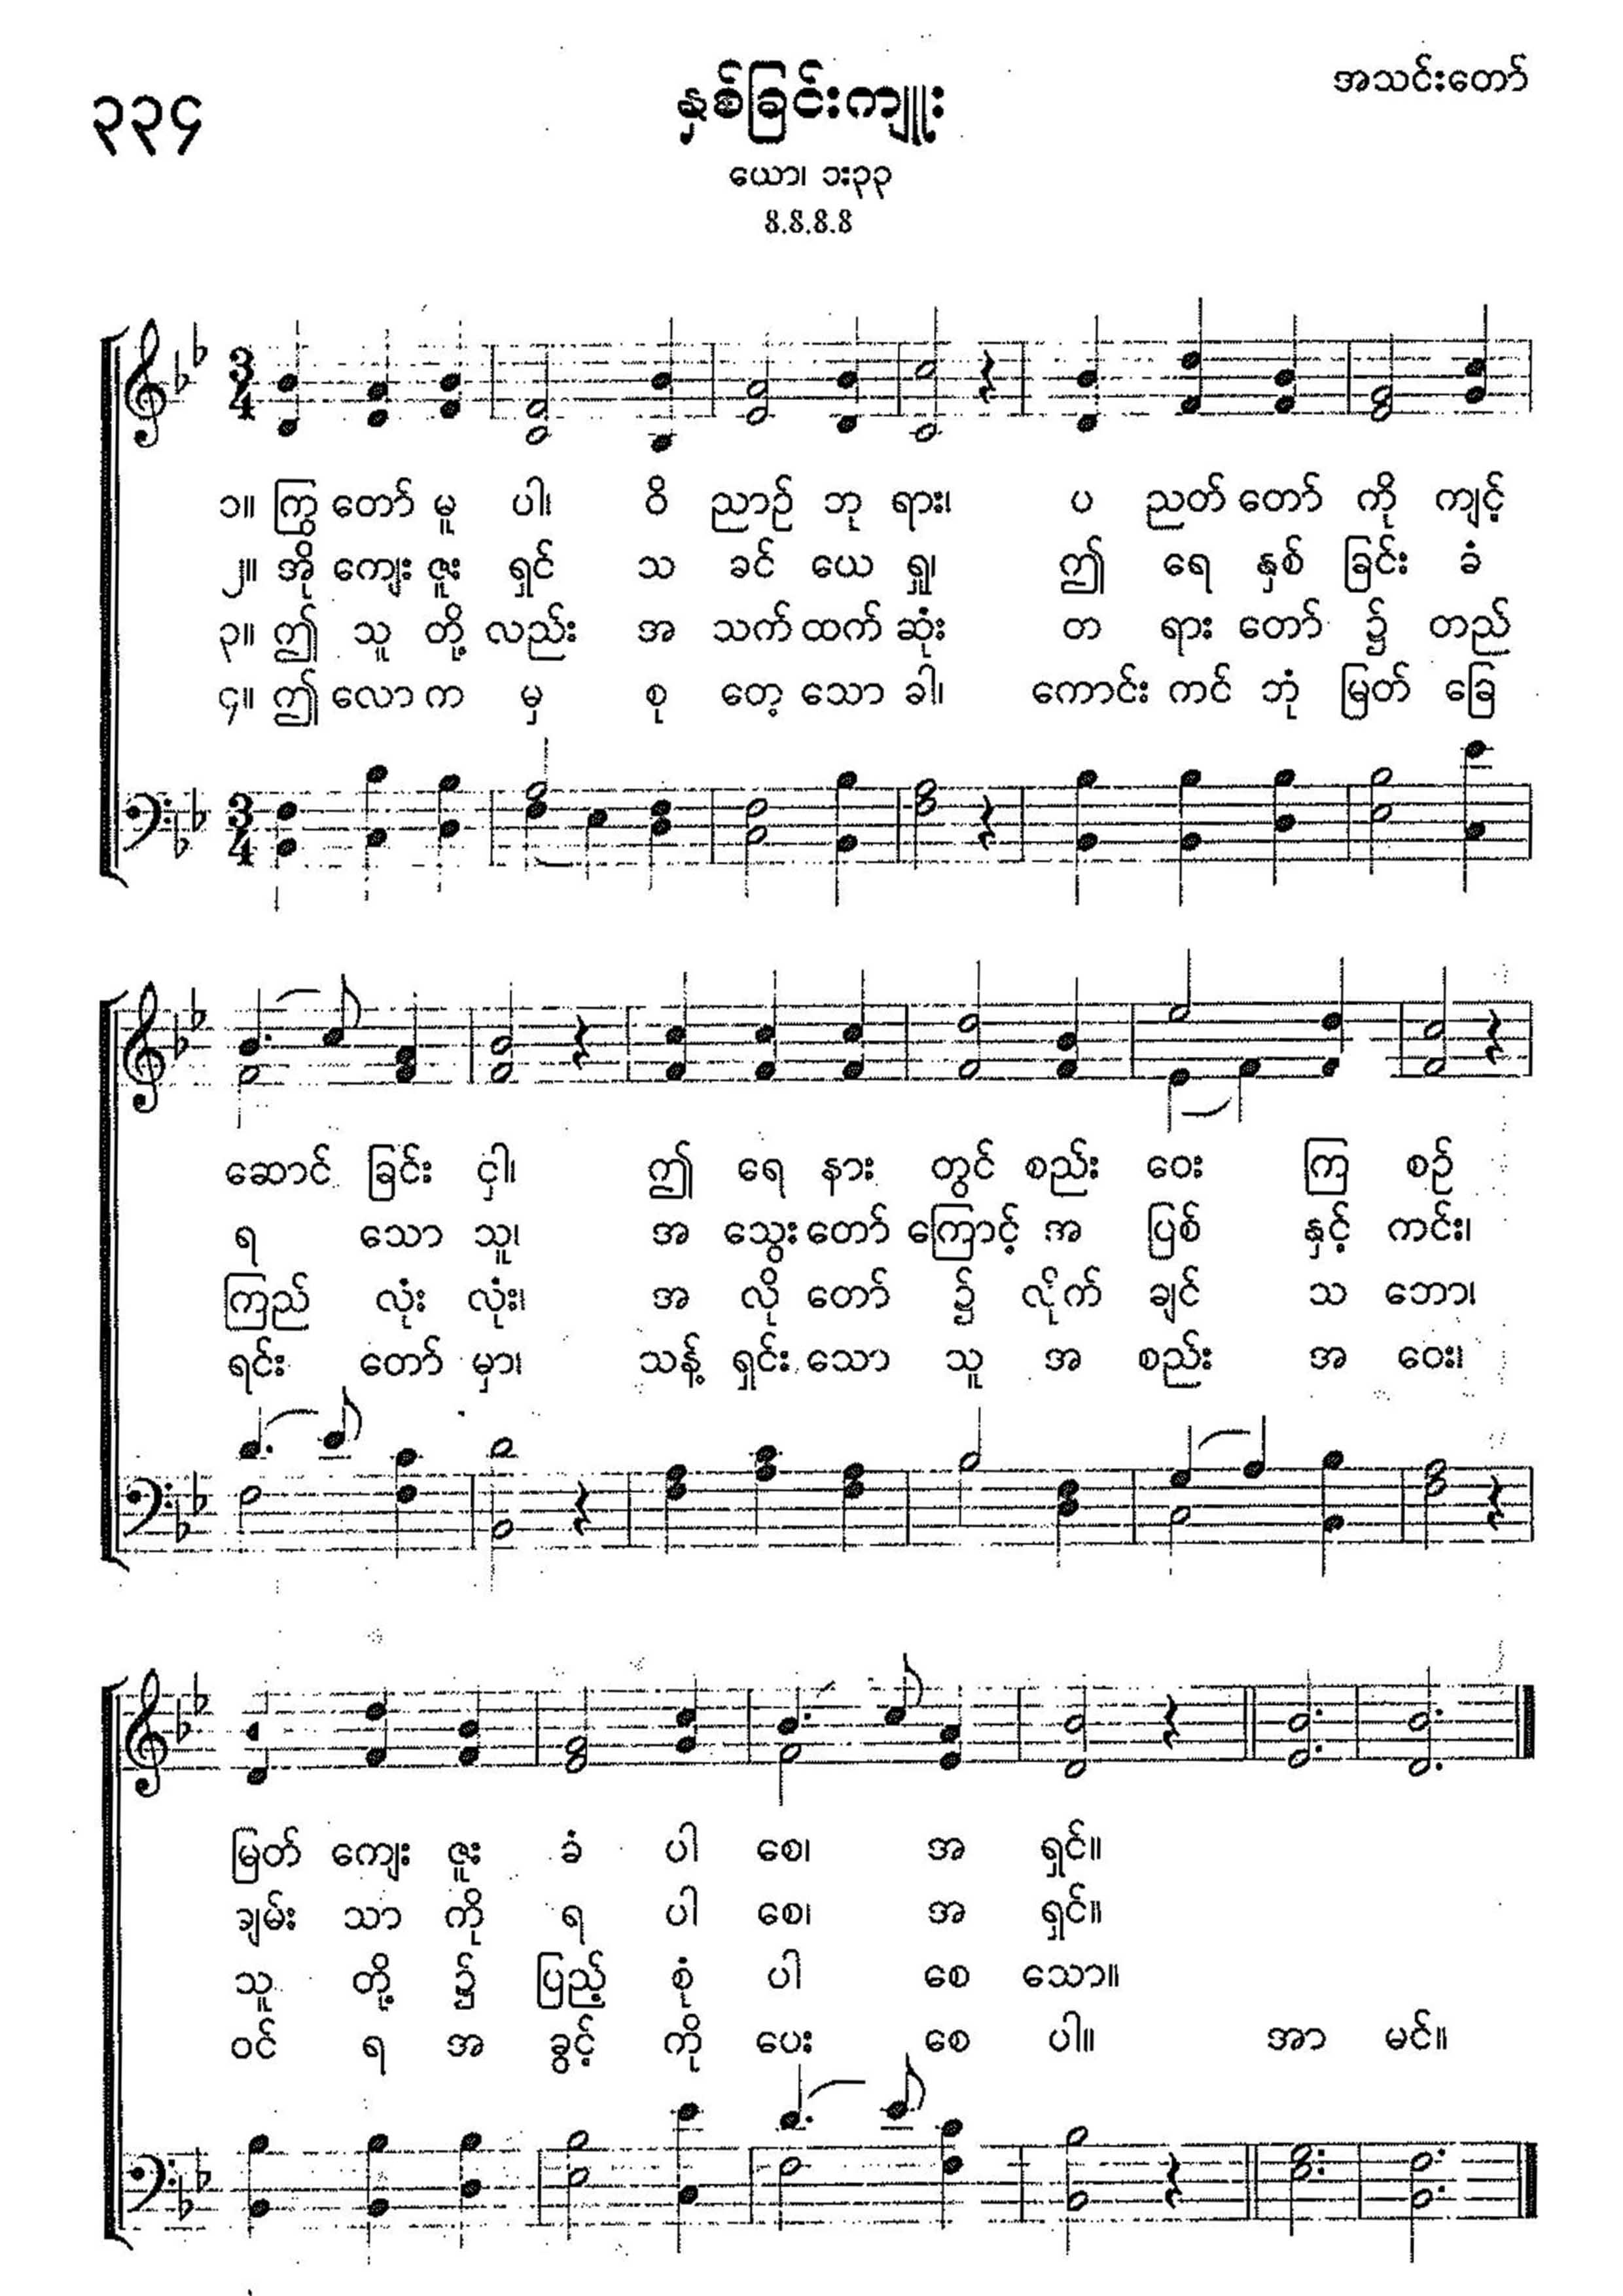 ၃၃၄
နှစ်ခြင်းကျူး
အသင်းတော်
ယော၊ ၁း၃၃
8.8.8.8
၁။ ကြွ တော် မူ ပါ၊ ဝိ ညာဉ် ဘု ရား၊ ပ ညတ် တော် ကို ကျင့်
၂။ အို ကျေး ဇူး ရှင် သ ခင် ယေ ရှု၊ ဤ ရေ နှစ် ခြင်း ခံ
၃။ ဤ သူ တို့ လည်း အ သက် ထက် ဆုံး တ ရား တော် ၌ တည်
၄။ ဤ လော က မှ စု တေ့ သော ခါ၊ ကောင်း ကင် ဘုံ မြတ် ခြေ
3/4
3/4
ဆောင် ခြင်း ငှါ၊ ဤ ရေ နား တွင် စည်း ဝေး ကြ စဉ်
ရ သော သူ၊ အ သွေး တော် ကြောင့် အ ပြစ် နှင့် ကင်း၊
ကြည် လုံး လုံး၊ အ လို တော် ၌ လိုက် ချင် သ ဘော၊
ရင်း တော် မှာ၊ သန့် ရှင်း သော သူ အ စည်း အ ဝေး၊
မြတ် ကျေး ဇူး ခံ ပါ စေ၊ အ ရှင်။
ချမ်း သာ ကို ရ ပါ စေ၊ အ ရှင်။
သူ တို့ ၌ ပြည့် စုံ ပါ စေ သော။
ဝင် ရ အ ခွင့် ကို ပေး စေ ပါ။ အာ မင်။